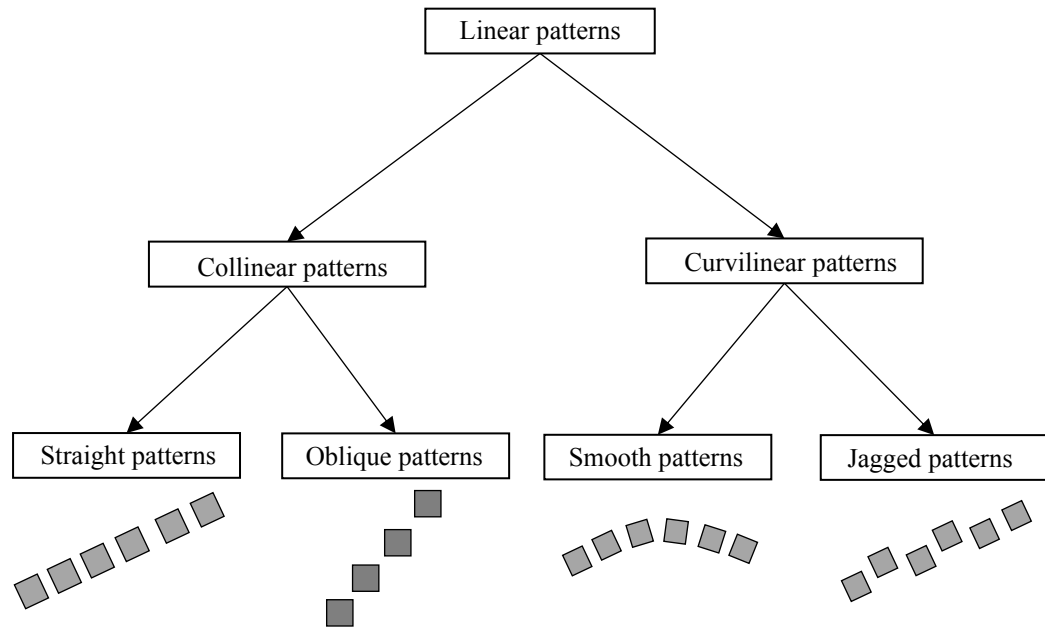 Linear patterns
Collinear patterns
Curvilinear patterns
Straight patterns
Oblique patterns
Smooth patterns
Jagged patterns